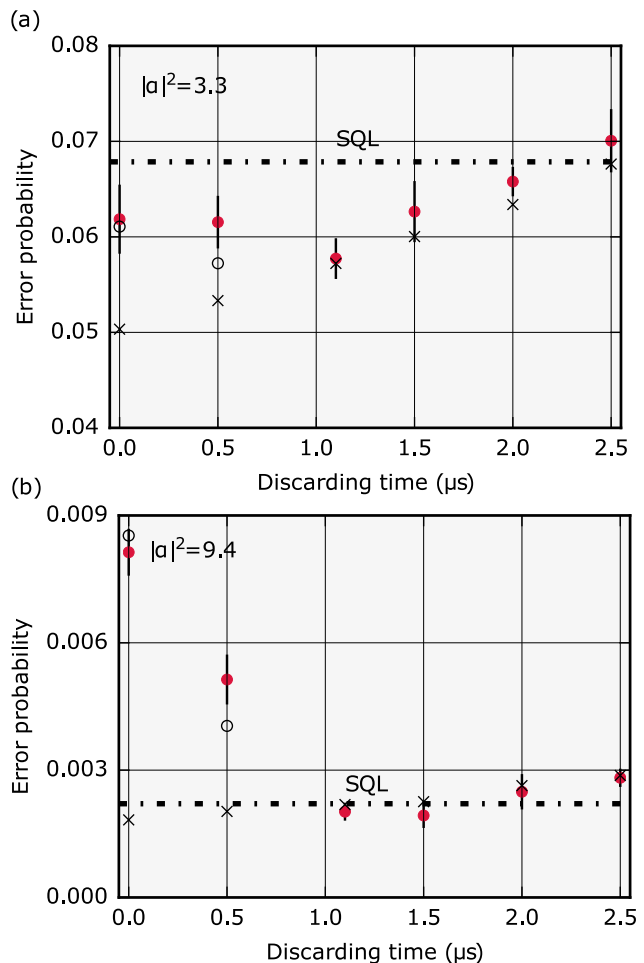 (a)
0.08
|α|²=3.3
0.07
SQL
0.06
0.05
0.04
Error probability
0.0 0.5 1.0 1.5 2.0 2.5
Discarding time (µs)
(b)
0.009
|α|²=9.4
0.006
0.003
SQL
0.000
Error probability
0.0 0.5 1.0 1.5 2.0 2.5
Discarding time (µs)